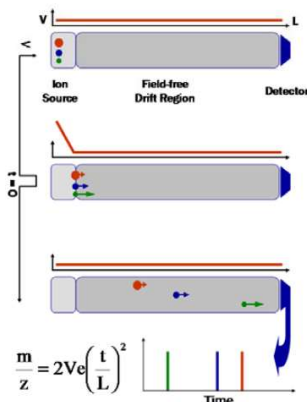 V L
V
Ion Source
Field-free Drift Region
Detector
t = 0
m/z = 2Ve(t/L)²
Time